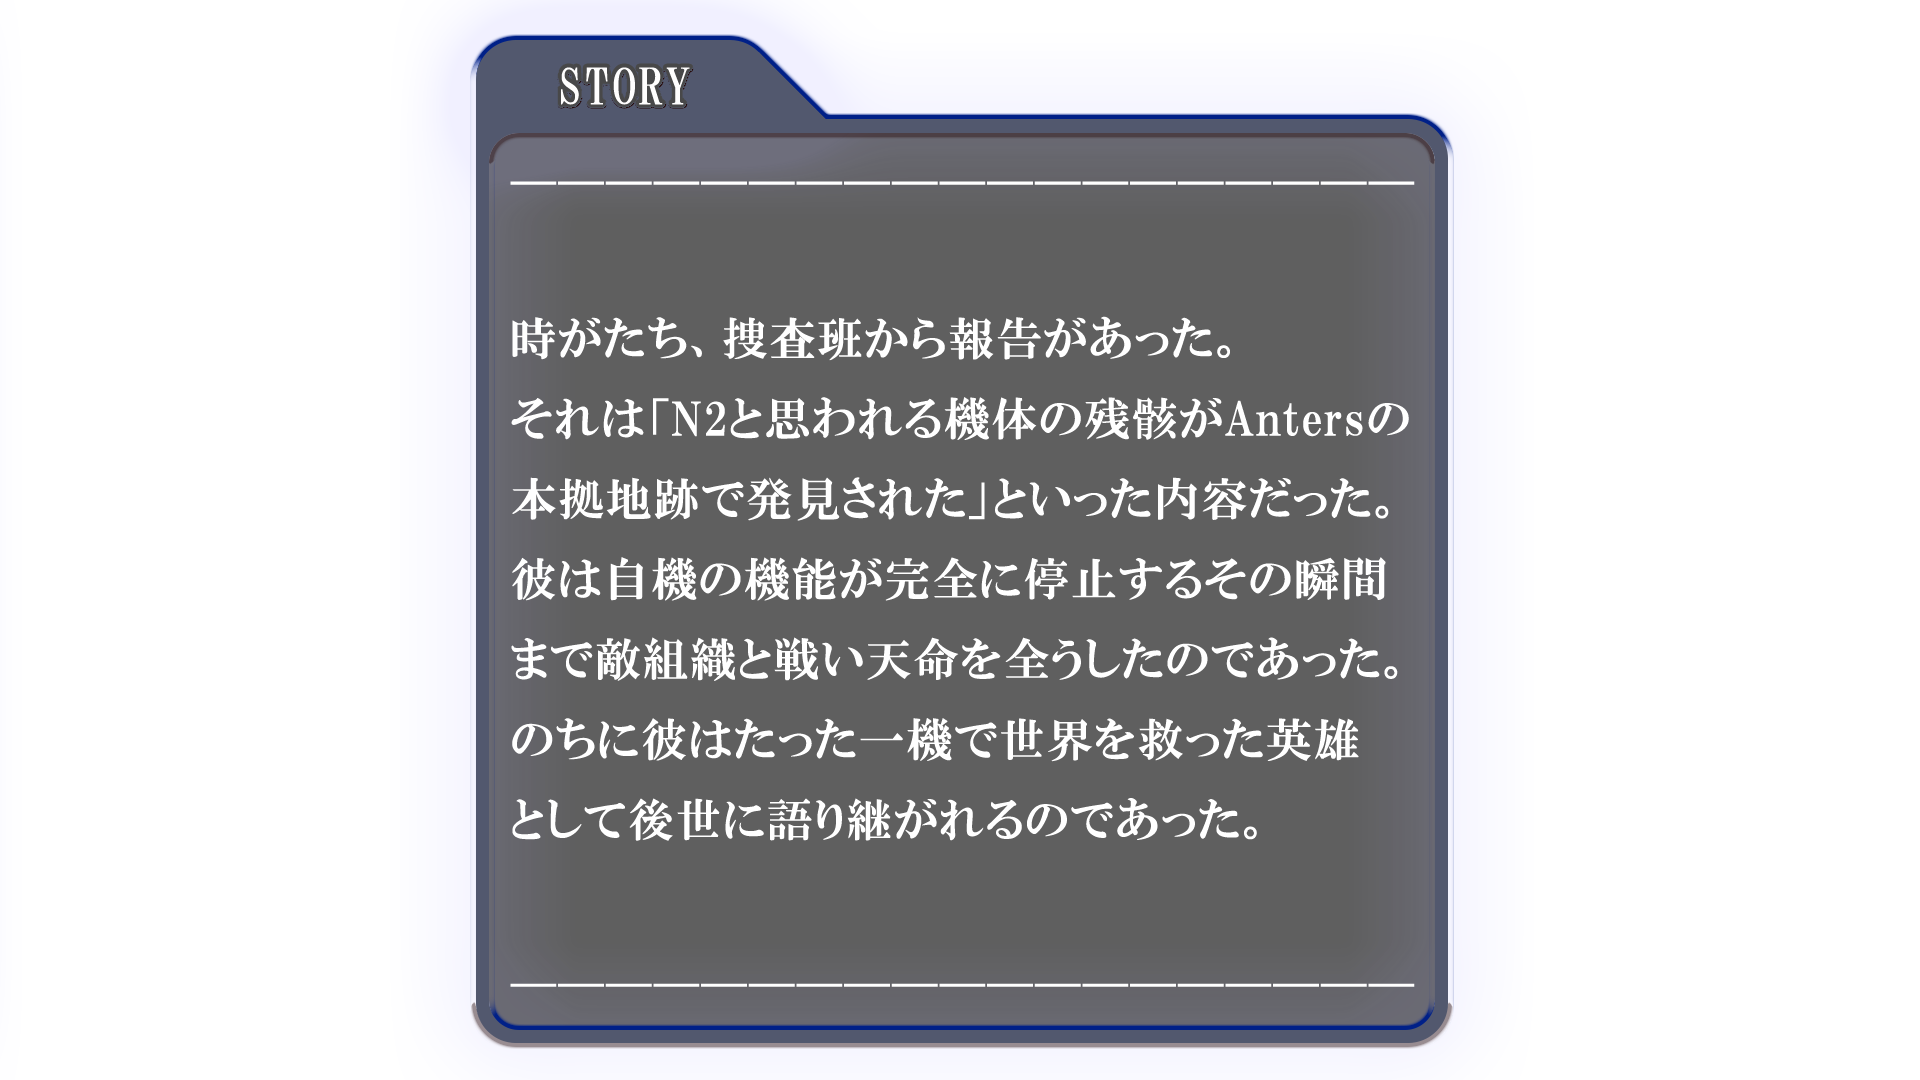 STORY
時がたち、捜査班から報告があった。
それは「N2と思われる機体の残骸がAntersの
本拠地跡で発見された」といった内容だった。
彼は自機の機能が完全に停止するその瞬間
まで敵組織と戦い天命を全うしたのであった。
のちに彼はたった一機で世界を救った英雄
として後世に語り継がれるのであった。